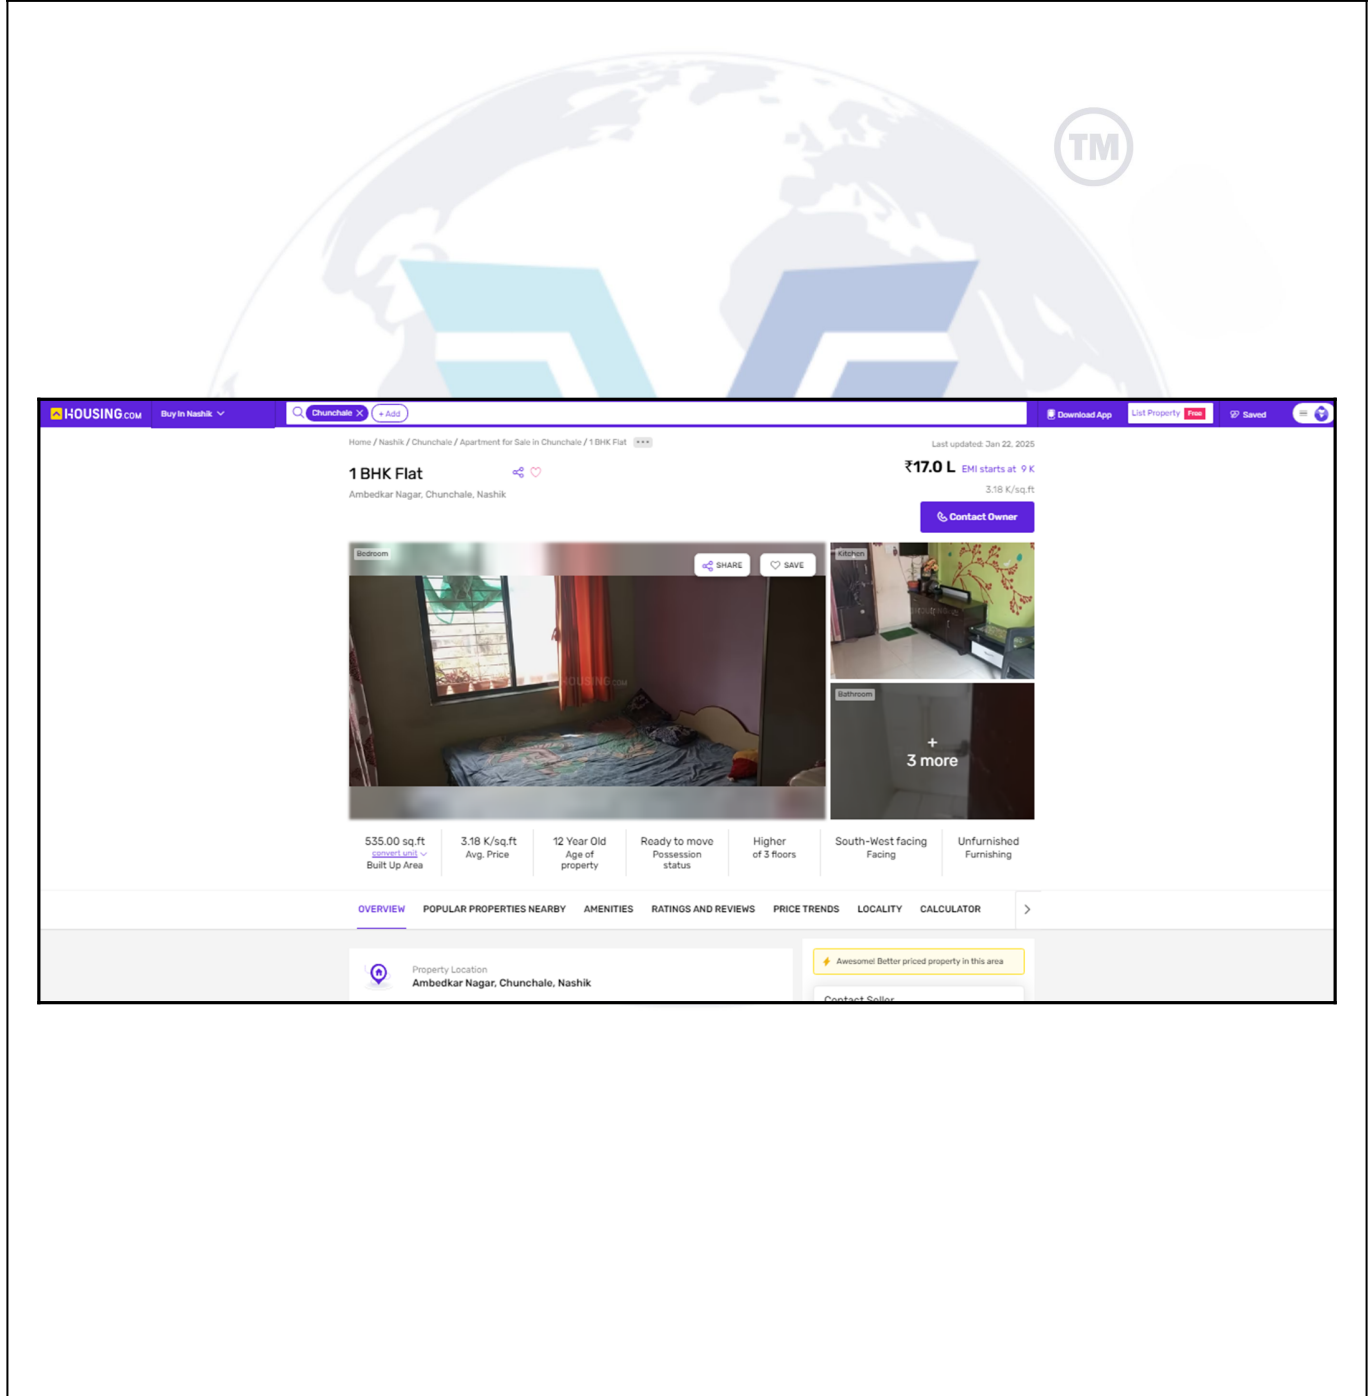 TM
HOUSING.COM Buy In Nashik Chunchale X + Add Download App List Property Free Saved
Home / Nashik / Chunchale / Apartment for Sale in Chunchale / 1 BHK Flat ••• Last updated: Jan 22, 2025
1 BHK Flat ₹17.0 L EMI starts at 9 K
Ambedkar Nagar, Chunchale, Nashik 3.18 K/sq.ft
Contact Owner
Bedroom SHARE SAVE Kitchen
HOUSING.COM
HOUSING.COM
Bathroom
+
3 more
535.00 sq.ft 3.18 K/sq.ft 12 Year Old Ready to move Higher South-West facing Unfurnished
convert unit Avg. Price Age of Possession of 3 floors Facing Furnishing
Built Up Area property status
OVERVIEW POPULAR PROPERTIES NEARBY AMENITIES RATINGS AND REVIEWS PRICE TRENDS LOCALITY CALCULATOR
Awesome! Better priced property in this area
Property Location
Ambedkar Nagar, Chunchale, Nashik
Contact Seller